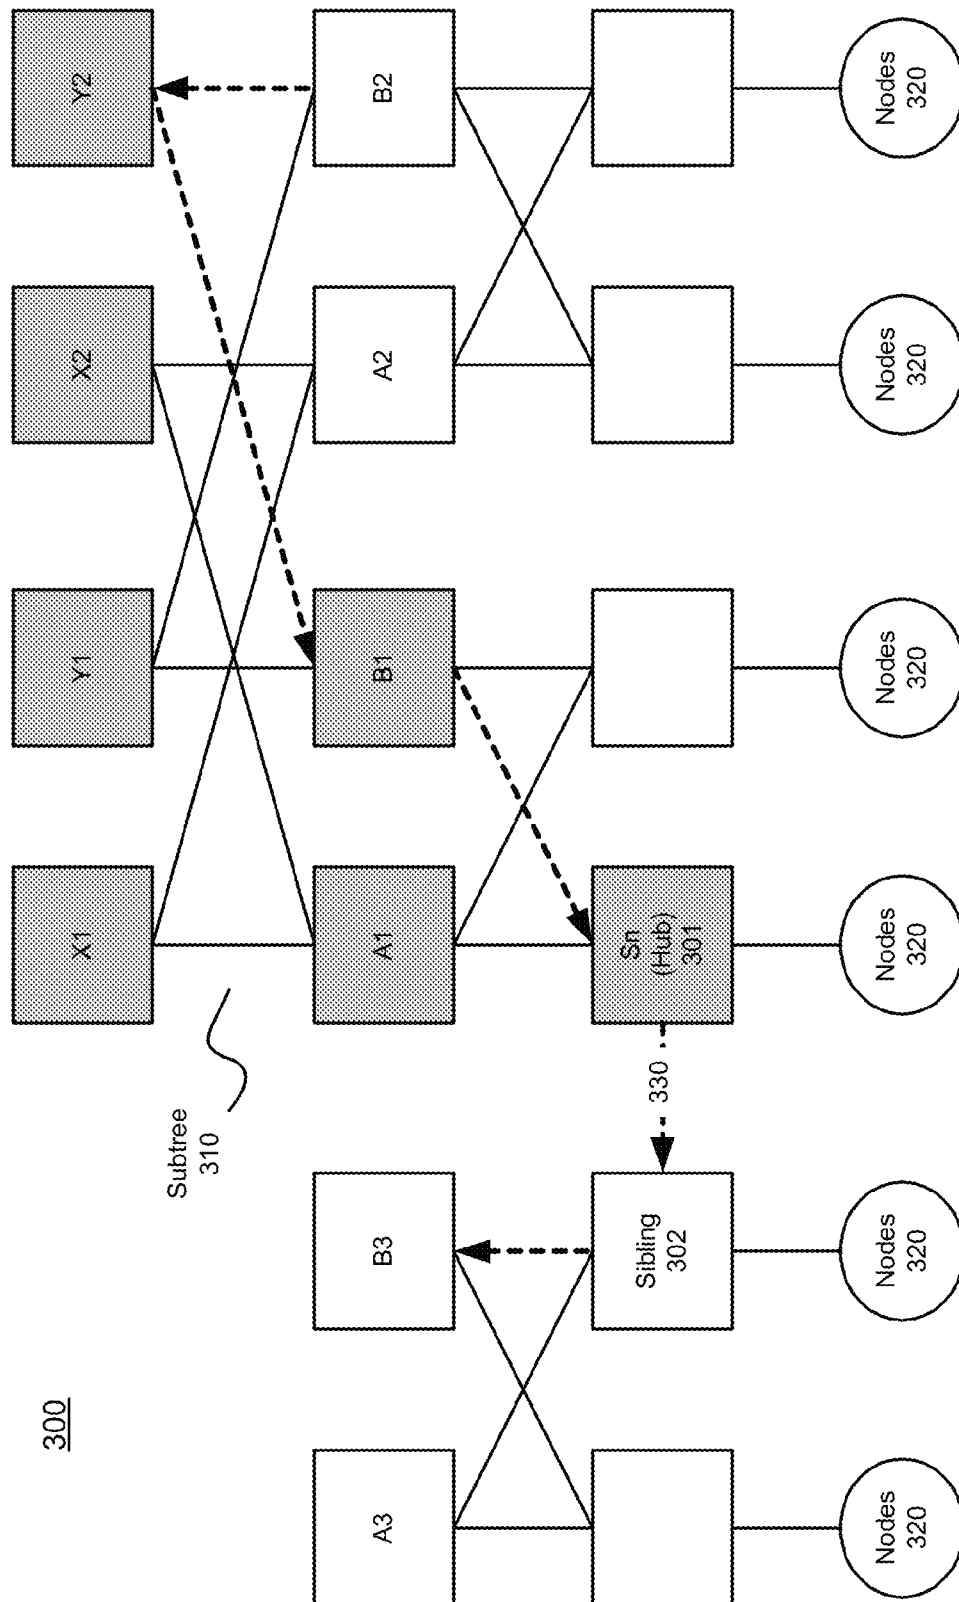 300
X1
Y1
X2
Y2
Subtree
310
A3
B3
A1
B1
A2
B2
Sibling
302
330
Sn
(Hub)
301
Nodes
320
Nodes
320
Nodes
320
Nodes
320
Nodes
320
Nodes
320